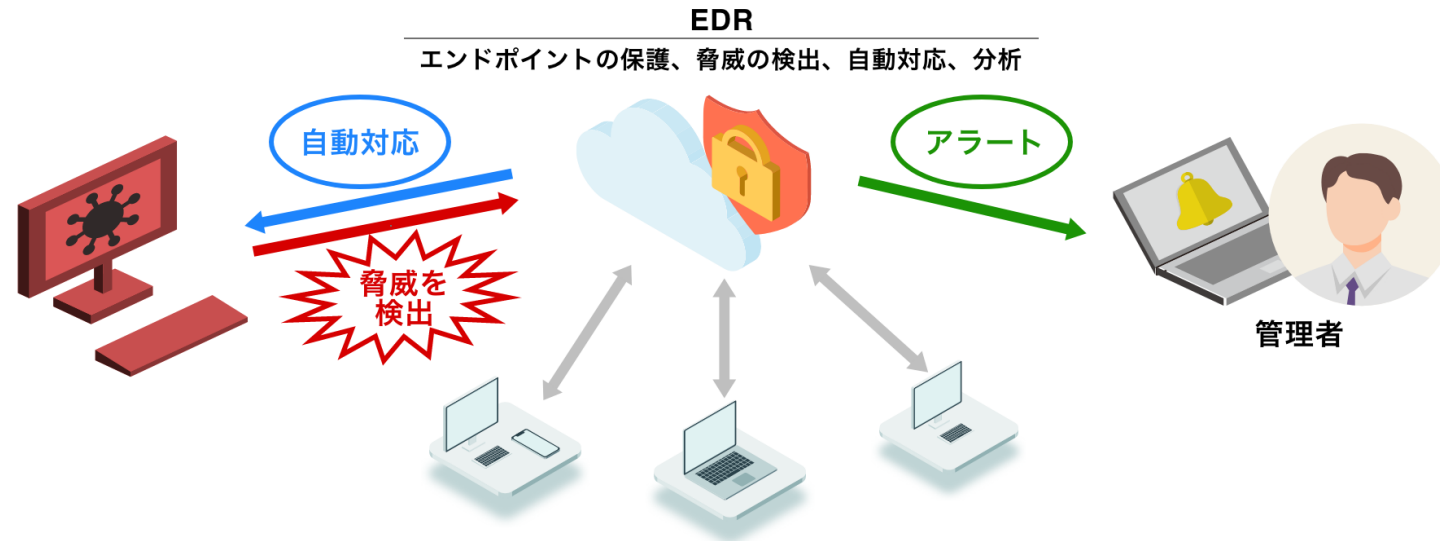 EDR
エンドポイントの保護、脅威の検出、自動対応、分析
自動対応
アラート
脅威を
検出
管理者